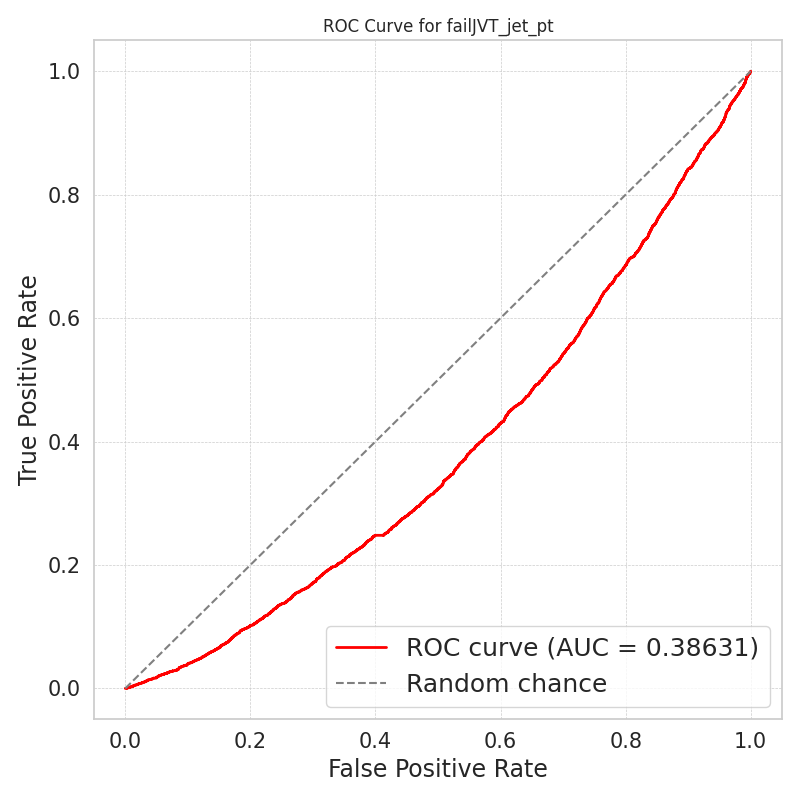 ROC Curve for failJVT_jet_pt
True Positive Rate
1.0
0.8
0.6
0.4
0.2
0.0
ROC curve (AUC = 0.38631)
Random chance
0.0 0.2 0.4 0.6 0.8 1.0
False Positive Rate